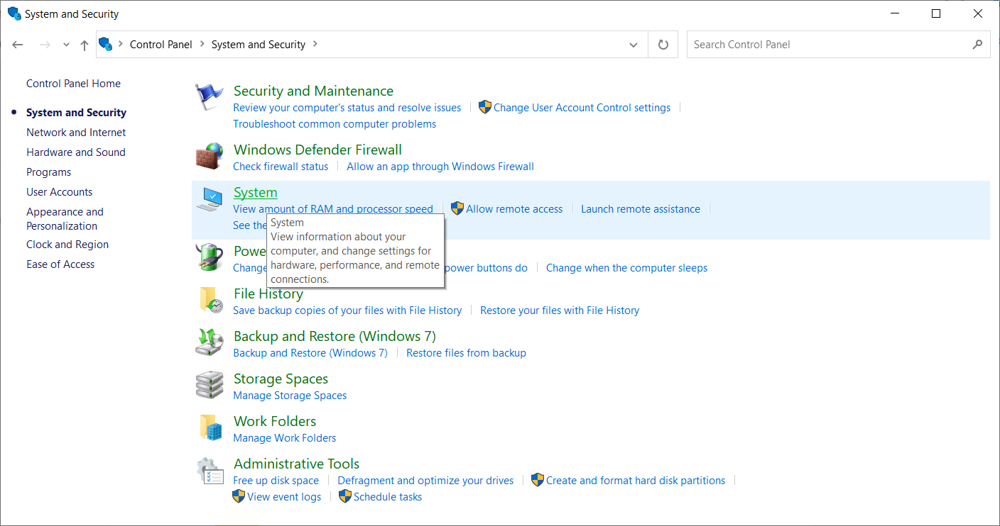 System and Security
Control Panel
System and Security
Search Control Panel
Control Panel Home
System and Security
Network and Internet
Hardware and Sound
Programs
User Accounts
Appearance and
Personalization
Clock and Region
Ease of Access
Security and Maintenance
Review your computer's status and resolve issues
Change User Account Control settings
Troubleshoot common computer problems
Windows Defender Firewall
Check firewall status
Allow an app through Windows Firewall
System
View amount of RAM and processor speed
Allow remote access
Launch remote assistance
See the
System
View information about your
computer, and change settings for
hardware, performance, and remote
connections.
Powe
Change
power buttons do
Change when the computer sleeps
File History
Save backup copies of your files with File History
Restore your files with File History
Backup and Restore (Windows 7)
Backup and Restore (Windows 7)
Restore files from backup
Storage Spaces
Manage Storage Spaces
Work Folders
Manage Work Folders
Administrative Tools
Free up disk space
Defragment and optimize your drives
Create and format hard disk partitions
View event logs
Schedule tasks